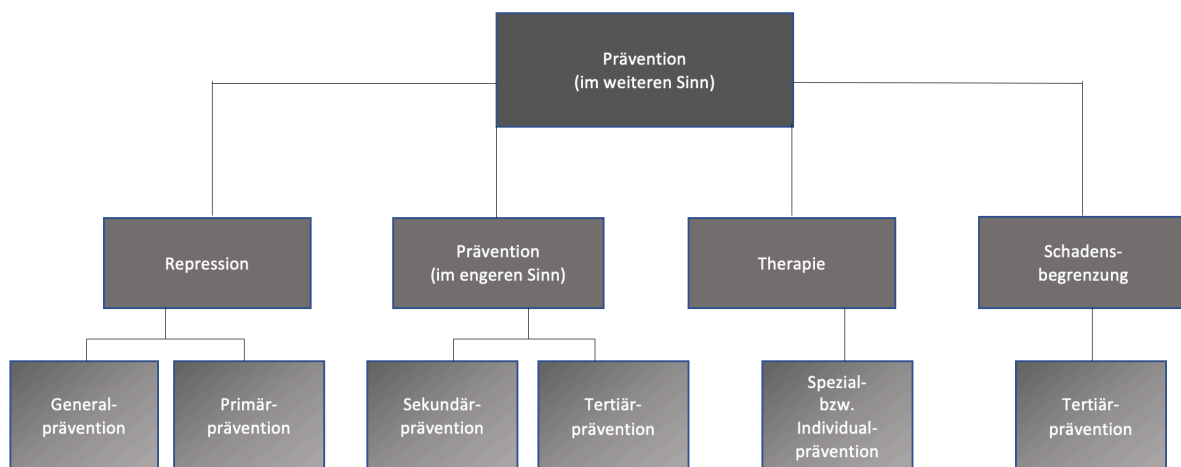 Prävention
(im weiteren Sinn)
Repression
Prävention
(im engeren Sinn)
Therapie
Schadens-
begrenzung
General-
prävention
Primär-
prävention
Sekundär-
prävention
Tertiär-
prävention
Spezial-
bzw.
Individual-
prävention
Tertiär-
prävention